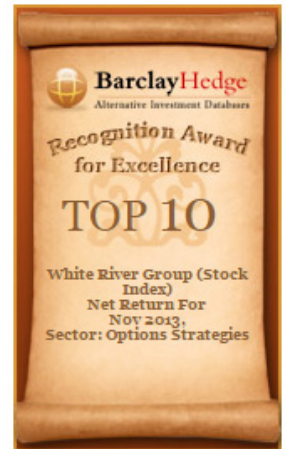 BarclayHedge
Alternative Investment Databases
Recognition Award
for Excellence
TOP 10
White River Group (Stock
Index)
Net Return For
Nov 2013,
Sector: Options Strategies